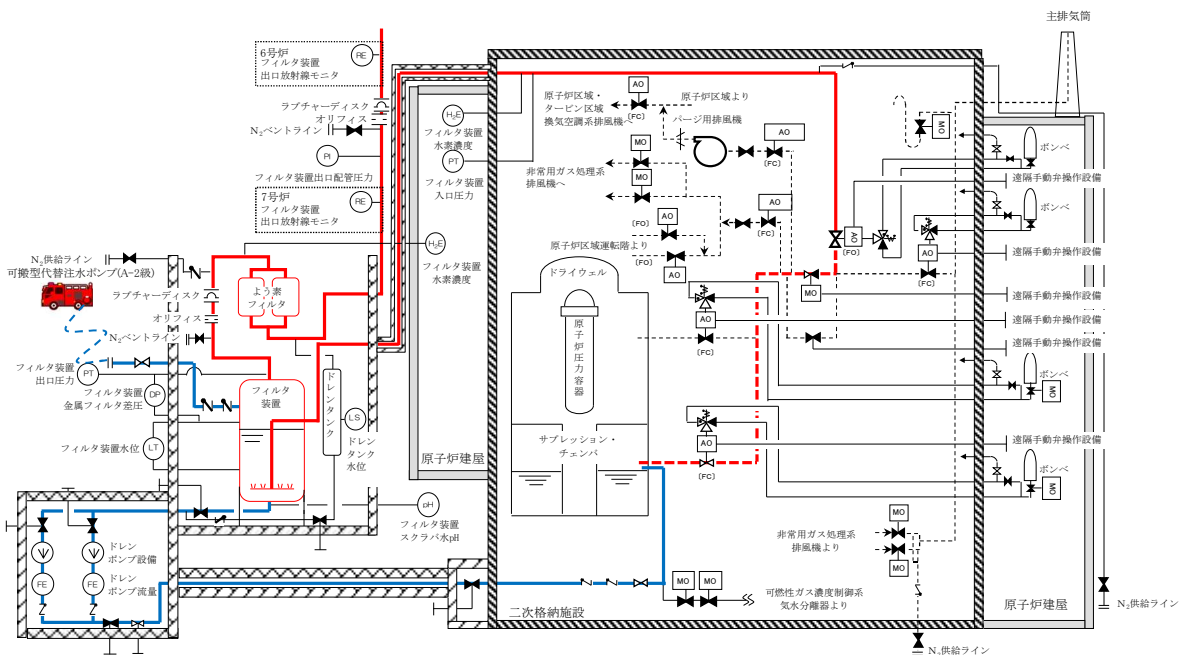 主排気筒
6号炉
フィルタ装置
出口放射線モニタ
RE
ラプチャーディスク
オリフィス
N₂ベントライン
PI
フィルタ装置出口配管圧力
7号炉
フィルタ装置
出口放射線モニタ
RE
H₂E
フィルタ装置
水素濃度
PT
フィルタ装置
入口圧力
H₂E
フィルタ装置
水素濃度
N₂供給ライン
可搬型代替注水ポンプ(A-2級)
ラプチャーディスク
オリフィス
N₂ベントライン
よう素
フィルタ
フィルタ装置
出口圧力
PT
フィルタ装置
金属フィルタ差圧
DP
フィルタ装置水位
LT
フィルタ
装置
ドレンタンク
LS
ドレン
タンク
水位
pH
フィルタ装置
スクラバ水pH
原子炉建屋
ドレン
ポンプ設備
FE
FE
ドレン
ポンプ流量
AO
(FC)
原子炉区域・
タービン区域
換気空調系排風機へ
原子炉区域より
パージ用排風機
AO
(FC)
MO
非常用ガス処理系
排風機へ
MO
AO
(FO)
AO
(FC)
原子炉区域運転階より
(FO)
AO
ドライウェル
原子炉圧力容器
サプレッション・
チェンバ
AO
(FC)
AO
(FC)
MO
AO
(FO)
AO
(FC)
MO
ボンベ
遠隔手動弁操作設備
ボンベ
遠隔手動弁操作設備
遠隔手動弁操作設備
遠隔手動弁操作設備
遠隔手動弁操作設備
遠隔手動弁操作設備
ボンベ
MO
遠隔手動弁操作設備
ボンベ
MO
MO
非常用ガス処理系
排風機より
MO
MO
MO
可燃性ガス濃度制御系
気水分離器より
二次格納施設
原子炉建屋
N₂供給ライン
N₂供給ライン